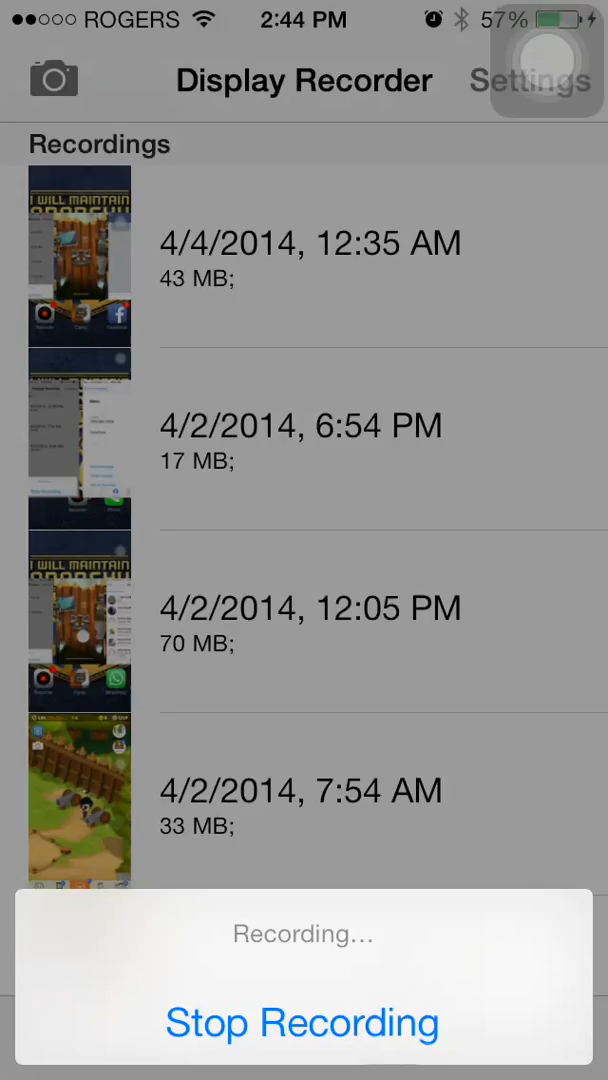 ROGERS 2:44 PM 57%
Display Recorder Settings
Recordings
I WILL MAINTAIN
4/4/2014, 12:35 AM
43 MB;
4/2/2014, 6:54 PM
17 MB;
4/2/2014, 12:05 PM
70 MB;
4/2/2014, 7:54 AM
33 MB;
Recording...
Stop Recording